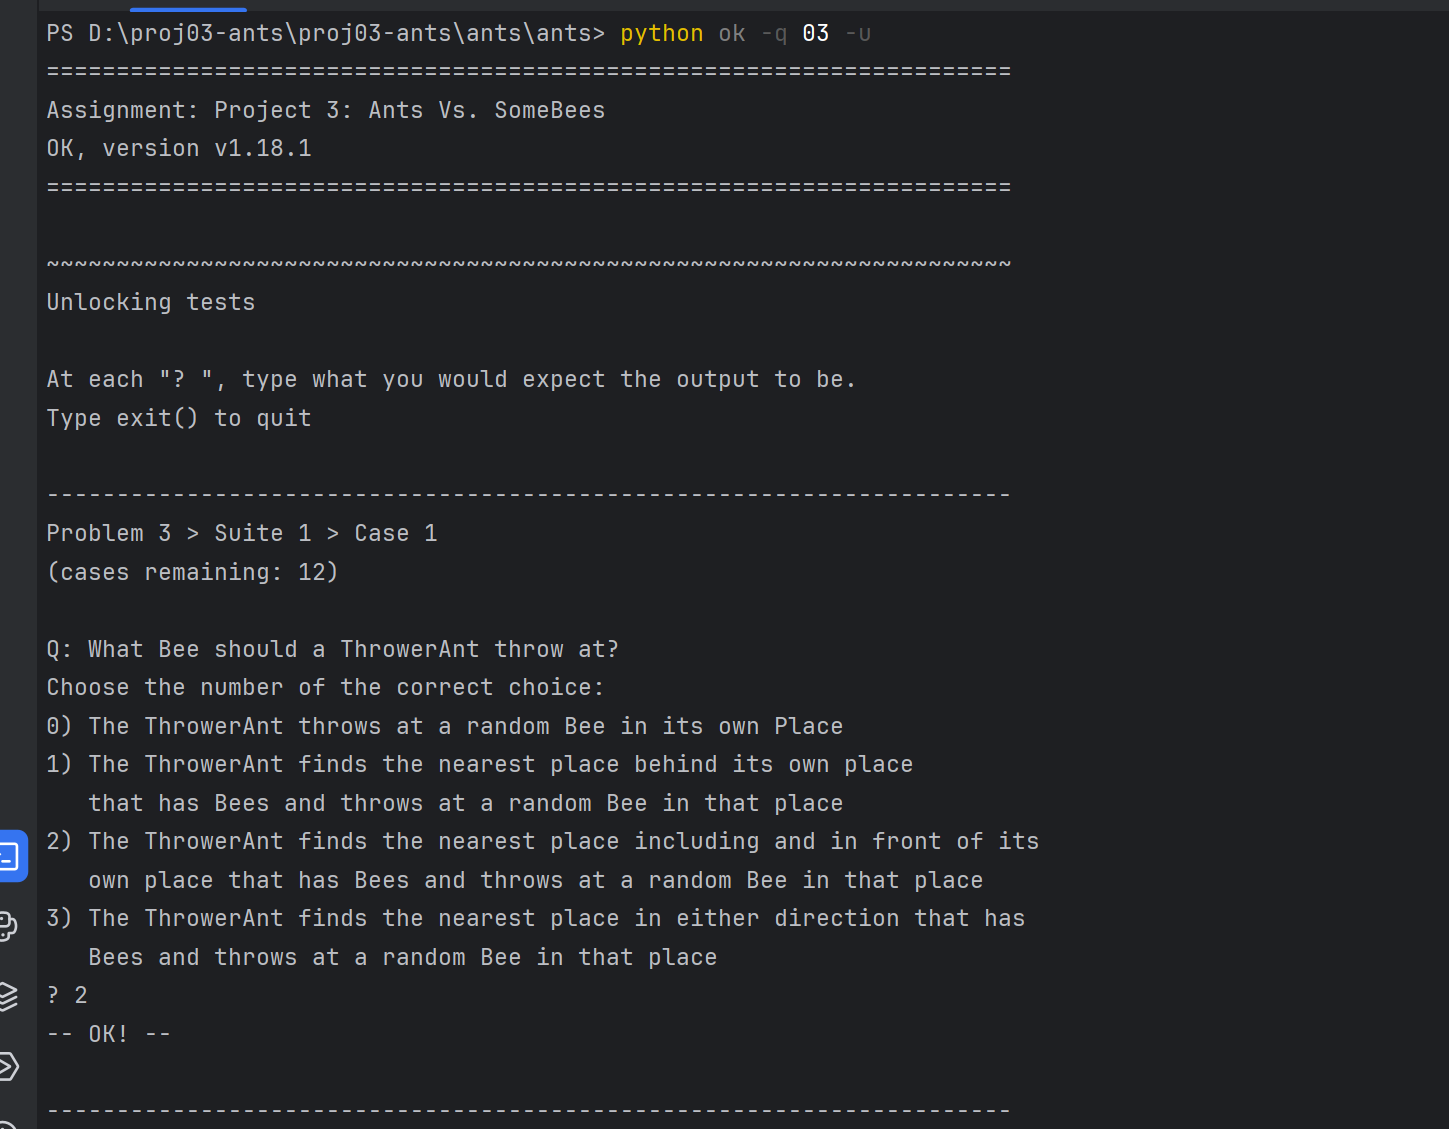 PS D:\proj03-ants\proj03-ants\ants\ants> python ok -q 03 -u
=====================================================================
Assignment: Project 3: Ants Vs. SomeBees
OK, version v1.18.1
=====================================================================
~~~~~~~~~~~~~~~~~~~~~~~~~~~~~~~~~~~~~~~~~~~~~~~~~~~~~~~~~~~~~~~~~~~~~
Unlocking tests
At each "? ", type what you would expect the output to be.
Type exit() to quit
---------------------------------------------------------------------
Problem 3 > Suite 1 > Case 1
(cases remaining: 12)
Q: What Bee should a ThrowerAnt throw at?
Choose the number of the correct choice:
0) The ThrowerAnt throws at a random Bee in its own Place
1) The ThrowerAnt finds the nearest place behind its own place
   that has Bees and throws at a random Bee in that place
2) The ThrowerAnt finds the nearest place including and in front of its
   own place that has Bees and throws at a random Bee in that place
3) The ThrowerAnt finds the nearest place in either direction that has
   Bees and throws at a random Bee in that place
? 2
-- OK! --
---------------------------------------------------------------------